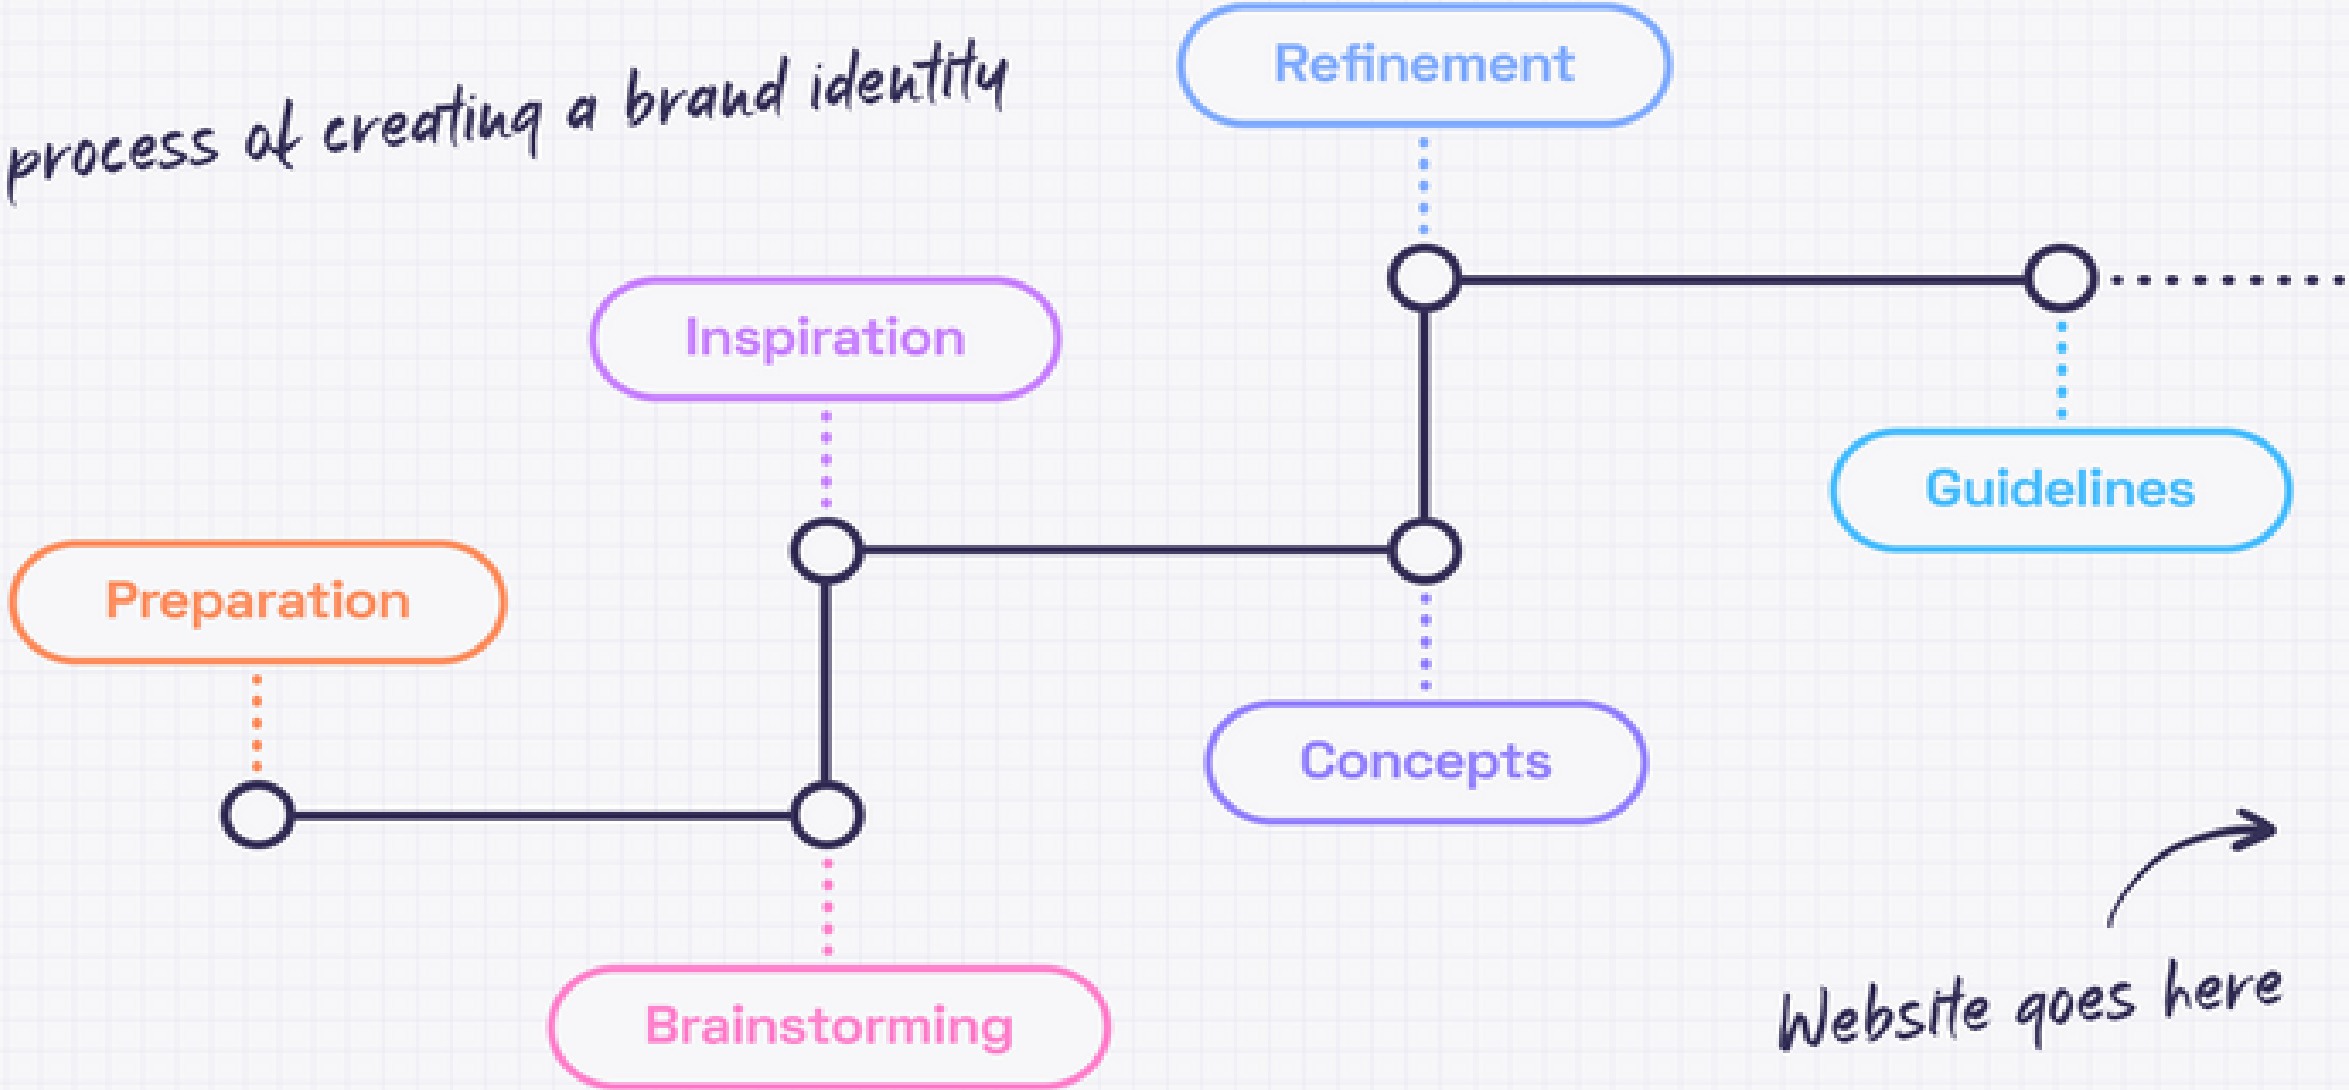 process of creating a brand identity
Refinement
Inspiration
Guidelines
Preparation
Concepts
Brainstorming
Website goes here